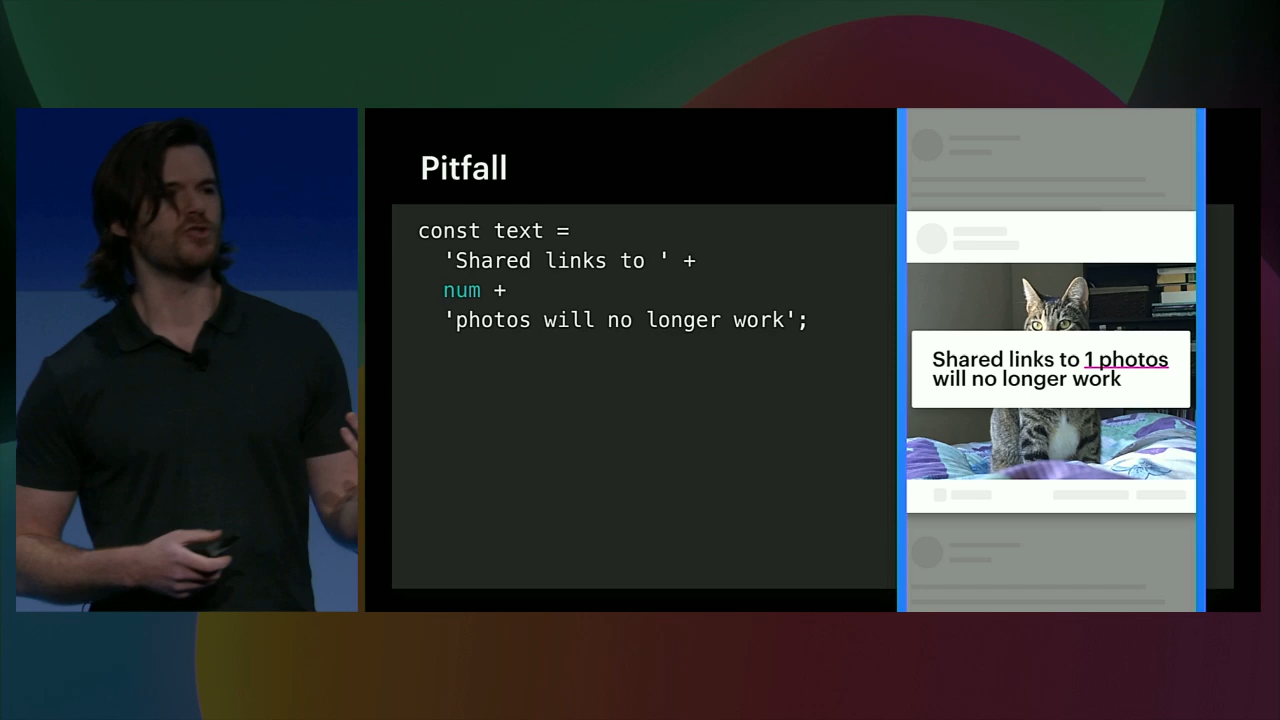 Pitfall
const text =
'Shared links to ' +
num +
'photos will no longer work';
Shared links to 1 photos
will no longer work